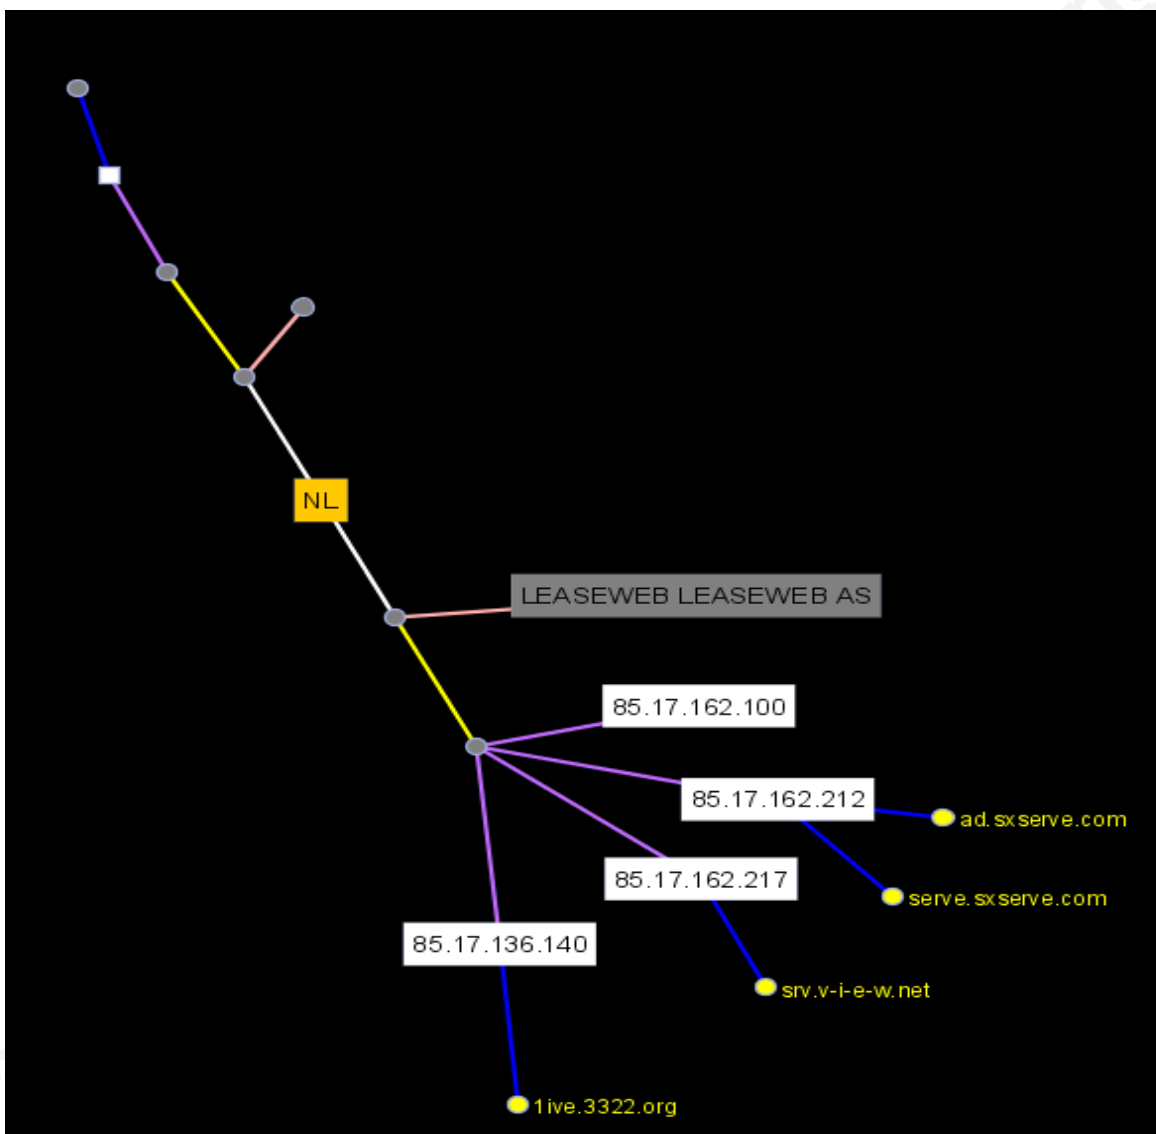 NL
LEASEWEB LEASEWEB AS
85.17.162.100
85.17.162.212
ad.sxserve.com
85.17.162.217
serve.sxserve.com
85.17.136.140
srv.v-i-e-w.net
1ive.3322.org